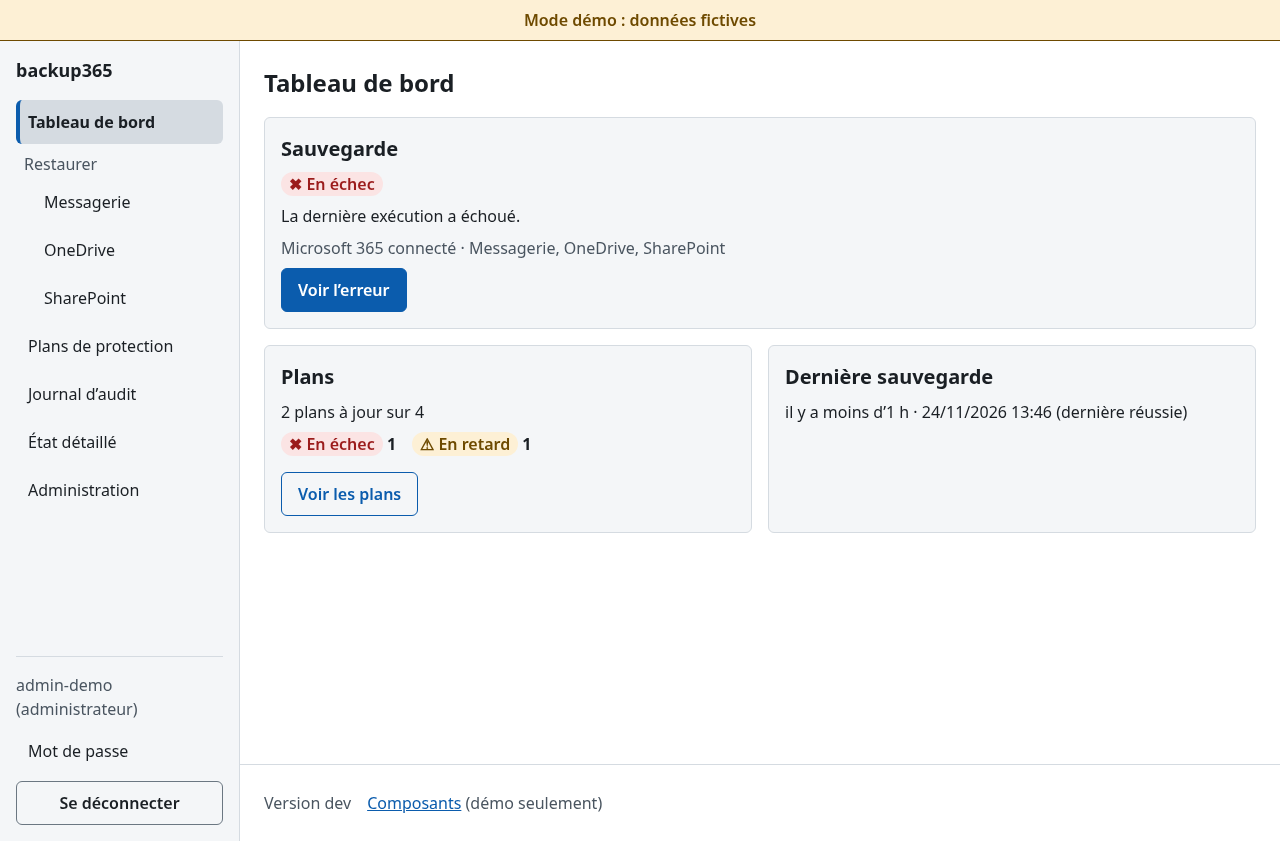 Mode démo : données fictives
backup365
Tableau de bord
Restaurer
Messagerie
OneDrive
SharePoint
Plans de protection
Journal d’audit
État détaillé
Administration
admin-demo
(administrateur)
Mot de passe
Se déconnecter
Tableau de bord
Sauvegarde
✖ En échec
La dernière exécution a échoué.
Microsoft 365 connecté · Messagerie, OneDrive, SharePoint
Voir l’erreur
Plans
2 plans à jour sur 4
✖ En échec 1 ⚠ En retard 1
Voir les plans
Dernière sauvegarde
il y a moins d’1 h · 24/11/2026 13:46 (dernière réussie)
Version dev Composants (démo seulement)